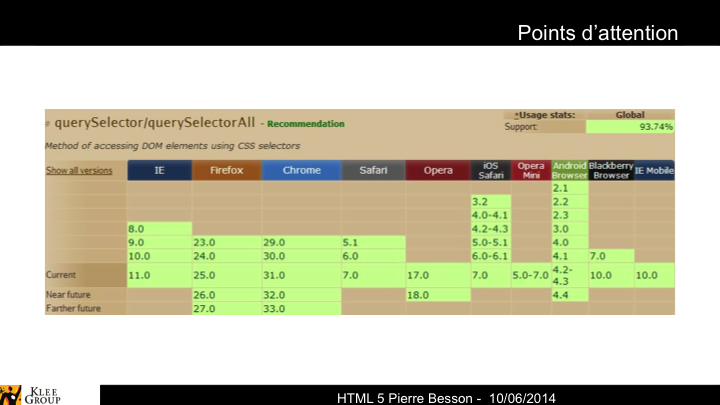 Points d’attention
# querySelector/querySelectorAll - Recommendation
*Usage stats: Global
Support: 93.74%
Method of accessing DOM elements using CSS selectors
Show all versions IE Firefox Chrome Safari Opera iOS Safari Opera Mini Android Browser Blackberry Browser IE Mobile
2.1
3.2 2.2
4.0-4.1 2.3
8.0 4.2-4.3 3.0
9.0 23.0 29.0 5.1 5.0-5.1 4.0
10.0 24.0 30.0 6.0 6.0-6.1 4.1 7.0
Current 11.0 25.0 31.0 7.0 17.0 7.0 5.0-7.0 4.2-4.3 10.0 10.0
Near future 26.0 32.0 18.0 4.4
Farther future 27.0 33.0
KLEE
GROUP
HTML 5 Pierre Besson - 10/06/2014